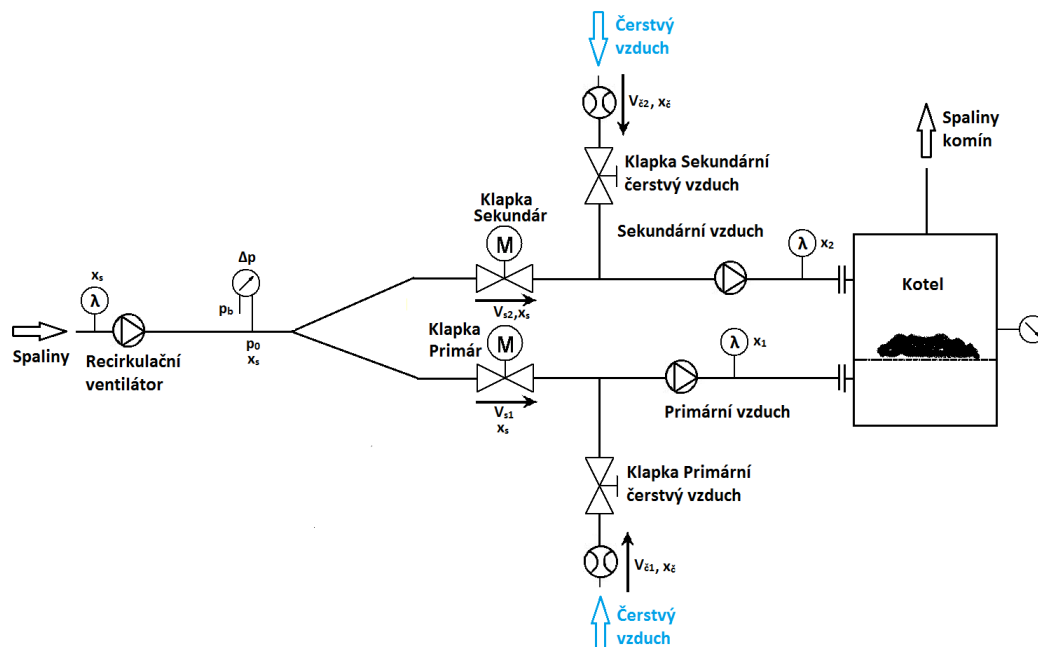 Čerstvý
vzduch
Vč2, xč
Klapka Sekundární
čerstvý vzduch
Spaliny
komín
Klapka
Sekundár
M
Sekundární vzduch
λ
x2
Kotel
xs
λ
Δp
pb
Vs2,xs
Spaliny
Recirkulační
ventilátor
p0
xs
Klapka
Primár
M
λ
x1
Vs1
xs
Primární vzduch
Klapka Primární
čerstvý vzduch
Vč1, xč
Čerstvý
vzduch